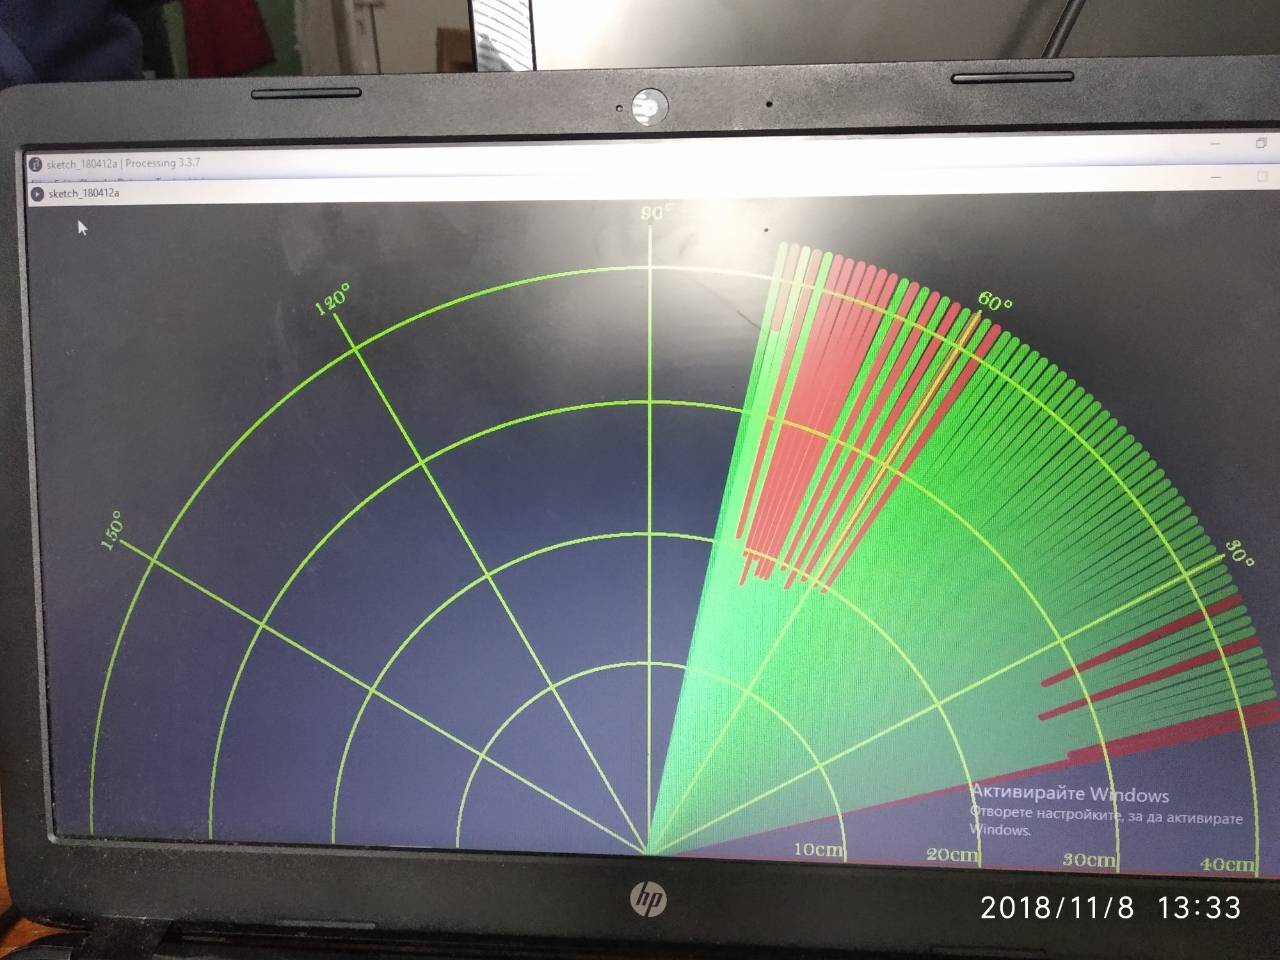 sketch_180412a | Processing 3.3.7
sketch_180412a
90°
120°
60°
150°
30°
Активирайте Windows
Отворете настройките, за да активирате
Windows.
10cm
20cm
30cm
40cm
hp
2018/11/8 13:33